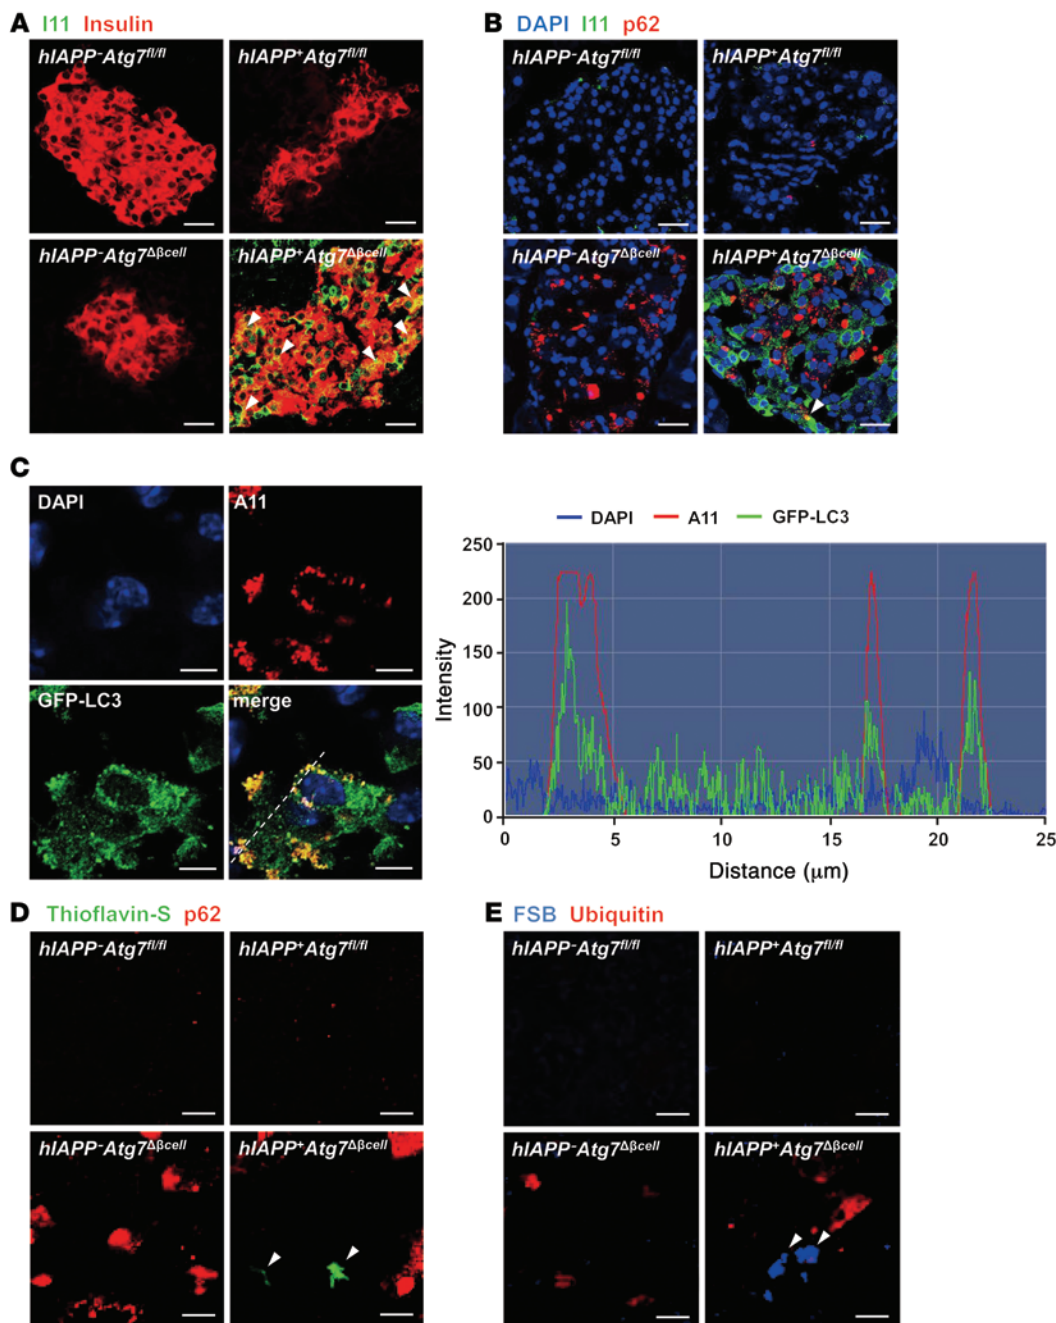 A I11 Insulin
hIAPP⁻Atg7fl/fl
hIAPP⁺Atg7fl/fl
hIAPP⁻Atg7Δβcell
hIAPP⁺Atg7Δβcell
B DAPI I11 p62
hIAPP⁻Atg7fl/fl
hIAPP⁺Atg7fl/fl
hIAPP⁻Atg7Δβcell
hIAPP⁺Atg7Δβcell
C
DAPI
A11
GFP-LC3
merge
DAPI A11 GFP-LC3
250
200
150
100
50
0
Intensity
0 5 10 15 20 25
Distance (μm)
D Thioflavin-S p62
hIAPP⁻Atg7fl/fl
hIAPP⁺Atg7fl/fl
hIAPP⁻Atg7Δβcell
hIAPP⁺Atg7Δβcell
E FSB Ubiquitin
hIAPP⁻Atg7fl/fl
hIAPP⁺Atg7fl/fl
hIAPP⁻Atg7Δβcell
hIAPP⁺Atg7Δβcell